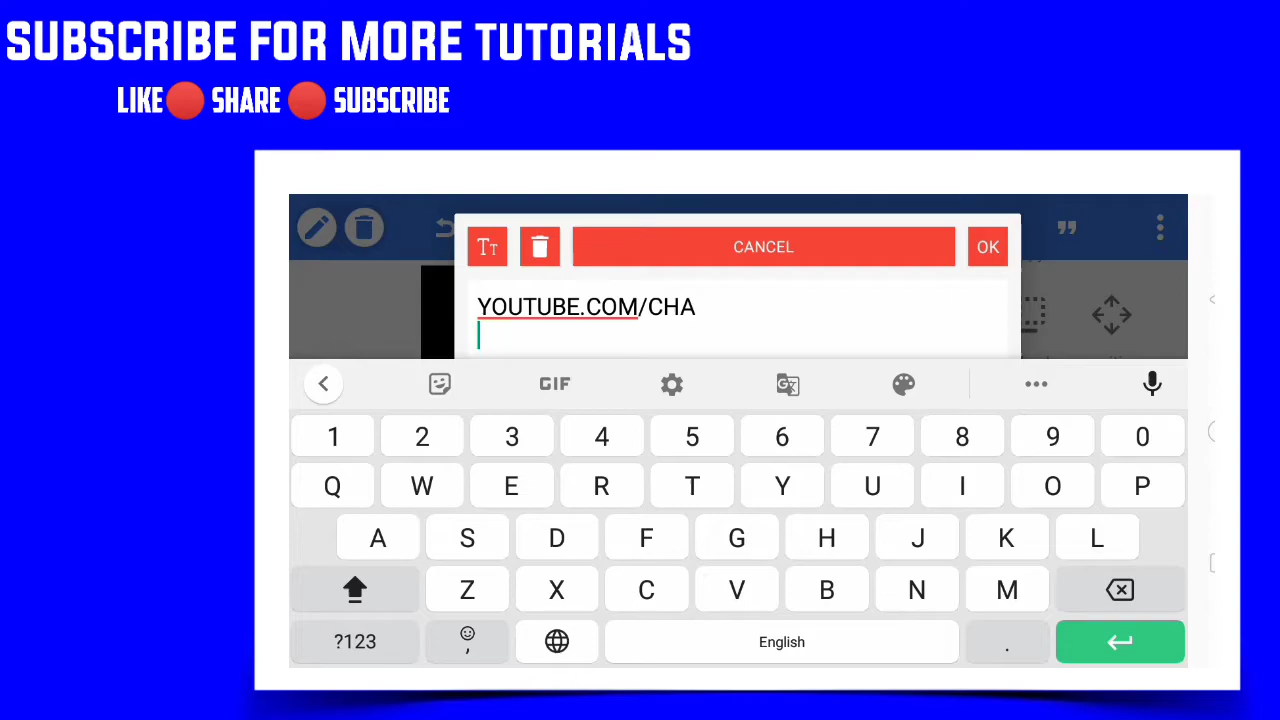 SUBSCRIBE FOR MORE TUTORIALS
LIKE🔴 SHARE 🔴 SUBSCRIBE
TT CANCEL OK
YOUTUBE.COM/CHA
GIF
1 2 3 4 5 6 7 8 9 0
Q W E R T Y U I O P
A S D F G H J K L
Z X C V B N M
?123 , English .